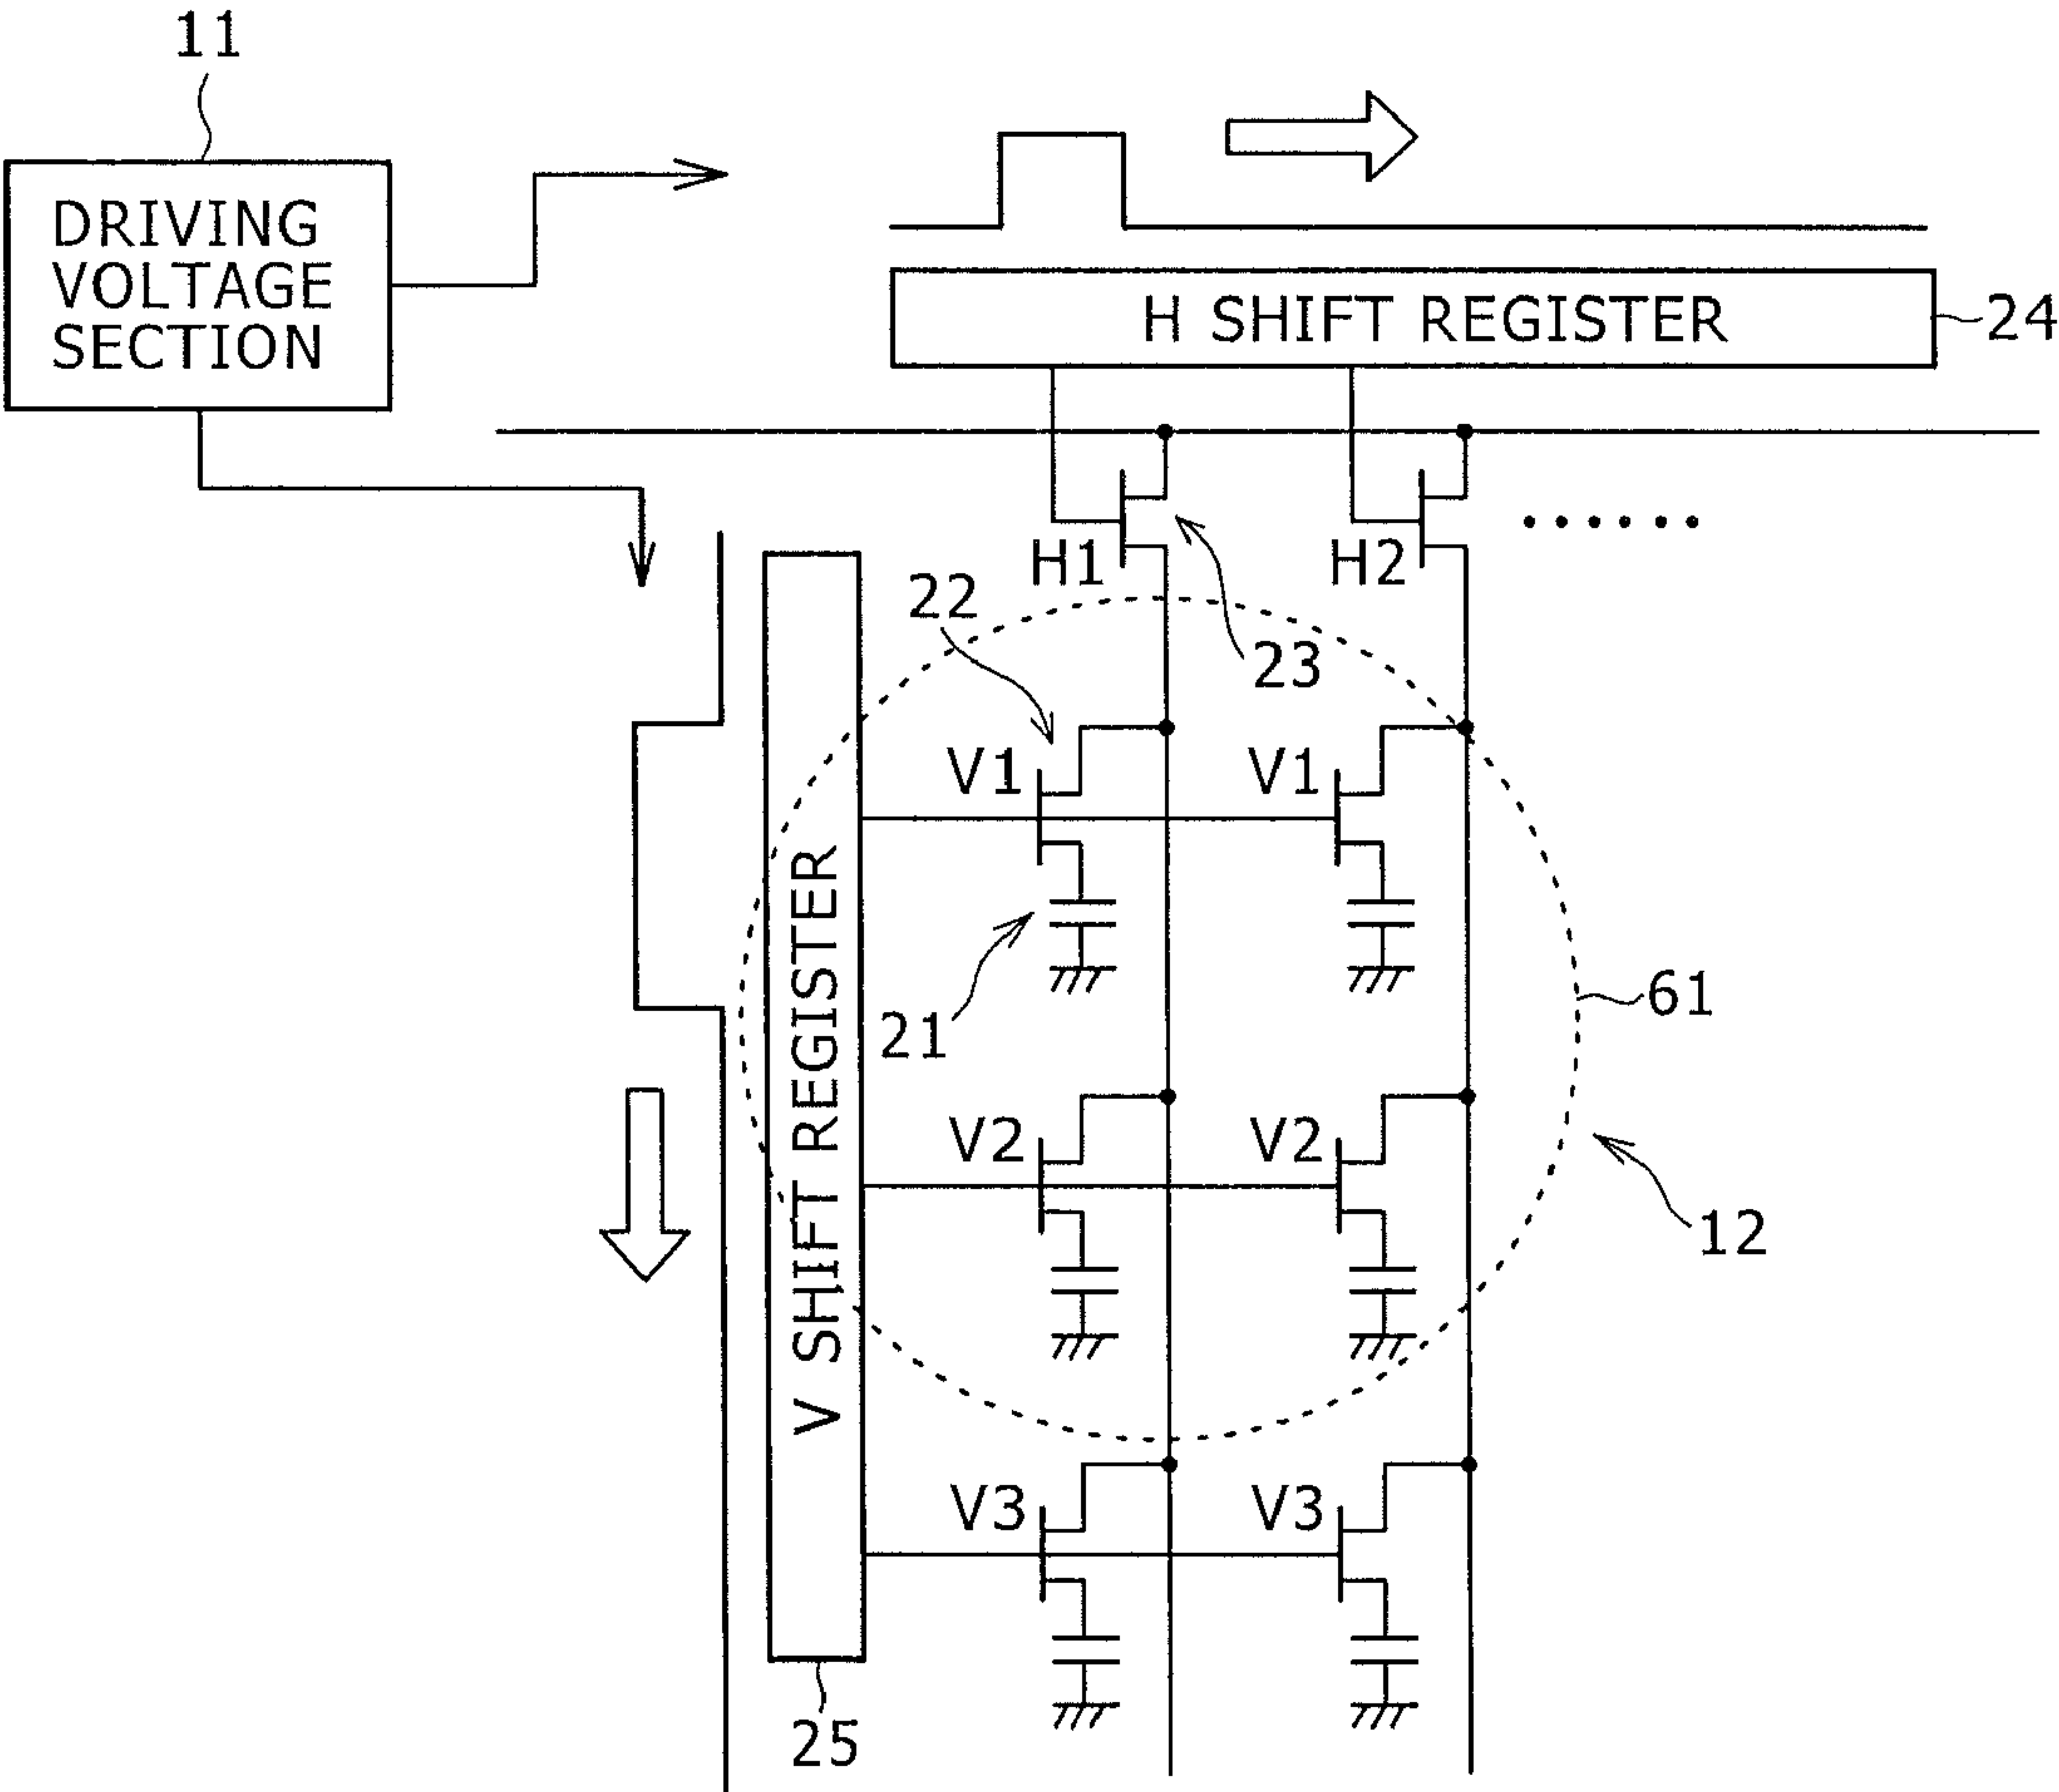 11
DRIVING
VOLTAGE
SECTION
H SHIFT REGISTER
24
H1
H2
......
22
23
V1
V1
21
61
V SHIFT REGISTER
V2
V2
12
V3
V3
25